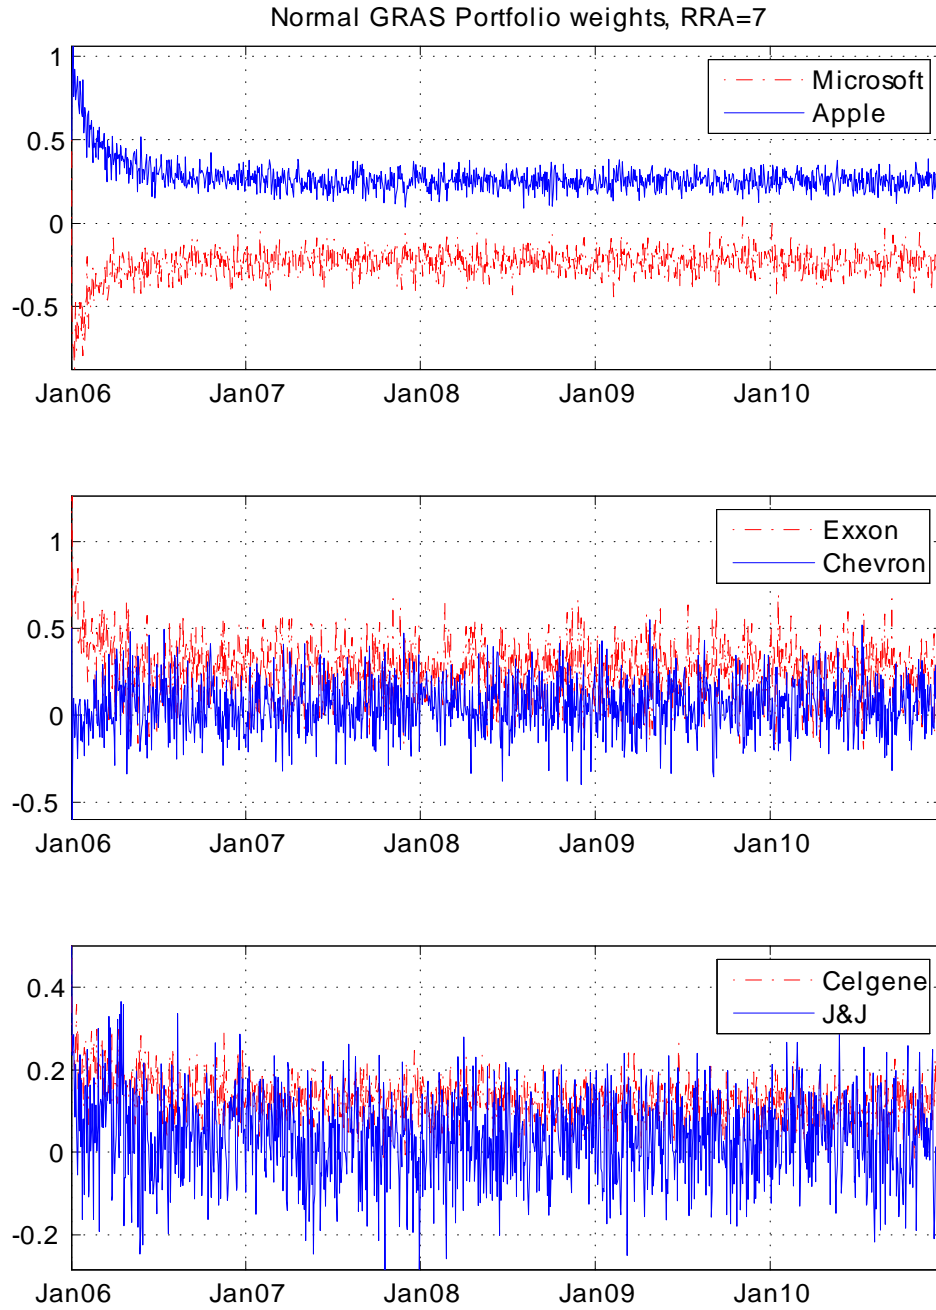 Normal GRAS Portfolio weights, RRA=7
1
0.5
0
-0.5
Microsoft
Apple
Jan06 Jan07 Jan08 Jan09 Jan10
1
0.5
0
-0.5
Exxon
Chevron
Jan06 Jan07 Jan08 Jan09 Jan10
0.4
0.2
0
-0.2
Celgene
J&J
Jan06 Jan07 Jan08 Jan09 Jan10